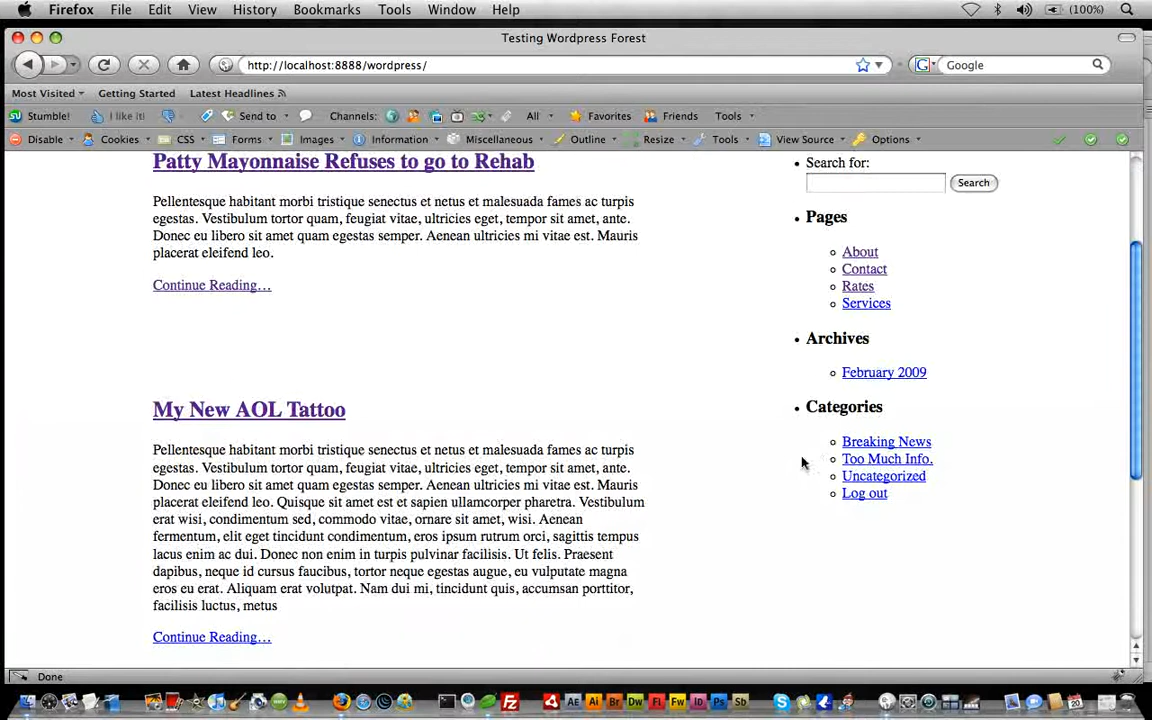 Firefox File Edit View History Bookmarks Tools Window Help (100%)
Testing Wordpress Forest
http://localhost:8888/wordpress/ G Google
Most Visited Getting Started Latest Headlines
Stumble! I like it! Send to Channels: All Favorites Friends Tools
Disable Cookies CSS Forms Images Information Miscellaneous Outline Resize Tools View Source Options
Patty Mayonnaise Refuses to go to Rehab
Pellentesque habitant morbi tristique senectus et netus et malesuada fames ac turpis
egestas. Vestibulum tortor quam, feugiat vitae, ultricies eget, tempor sit amet, ante.
Donec eu libero sit amet quam egestas semper. Aenean ultricies mi vitae est. Mauris
placerat eleifend leo.
Continue Reading…
My New AOL Tattoo
Pellentesque habitant morbi tristique senectus et netus et malesuada fames ac turpis
egestas. Vestibulum tortor quam, feugiat vitae, ultricies eget, tempor sit amet, ante.
Donec eu libero sit amet quam egestas semper. Aenean ultricies mi vitae est. Mauris
placerat eleifend leo. Quisque sit amet est et sapien ullamcorper pharetra. Vestibulum
erat wisi, condimentum sed, commodo vitae, ornare sit amet, wisi. Aenean
fermentum, elit eget tincidunt condimentum, eros ipsum rutrum orci, sagittis tempus
lacus enim ac dui. Donec non enim in turpis pulvinar facilisis. Ut felis. Praesent
dapibus, neque id cursus faucibus, tortor neque egestas augue, eu vulputate magna
eros eu erat. Aliquam erat volutpat. Nam dui mi, tincidunt quis, accumsan porttitor,
facilisis luctus, metus
Continue Reading…
Search for:
Search
Pages
About
Contact
Rates
Services
Archives
February 2009
Categories
Breaking News
Too Much Info.
Uncategorized
Log out
Done
Fz Ae Ai Br Dw Fl Fw Id Ps Sb S 20